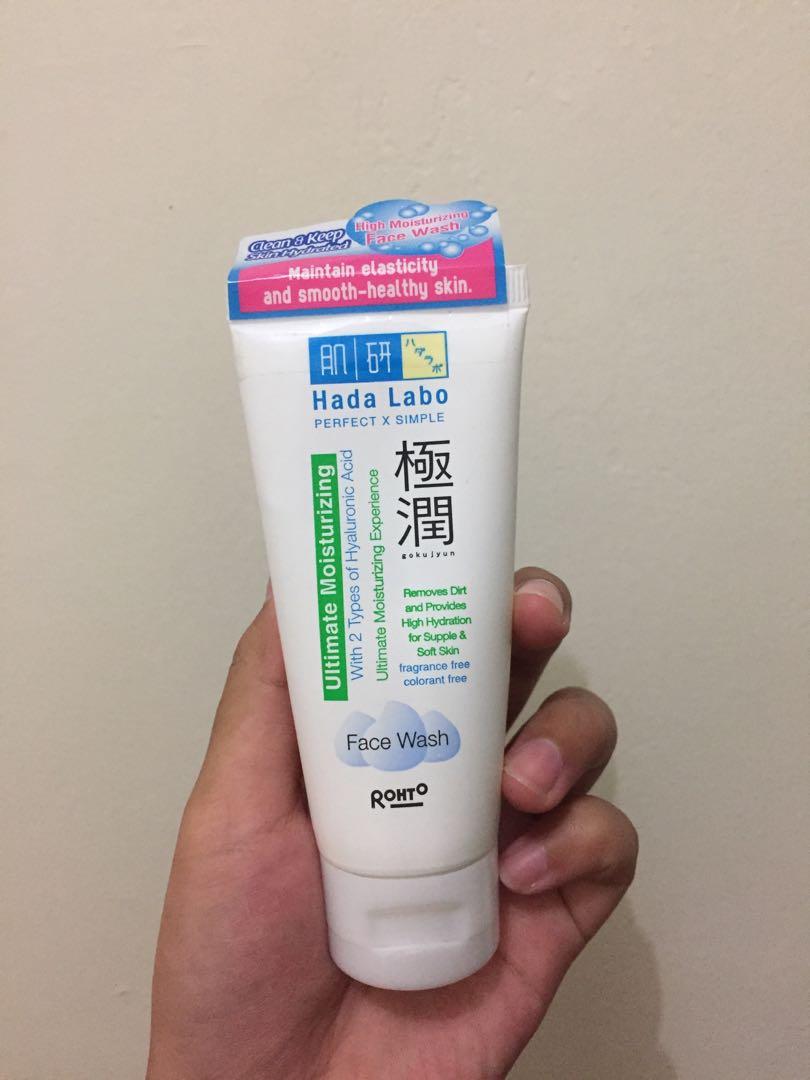 Clean & Keep
Skin Hydrated
High Moisturizing
Face Wash
Maintain elasticity
and smooth-healthy skin.
肌研
ハダラボ
Hada Labo
PERFECT X SIMPLE
極潤
gokujyun
Ultimate Moisturizing
With 2 Types of Hyaluronic Acid
Ultimate Moisturizing Experience
Removes Dirt
and Provides
High Hydration
for Supple &
Soft Skin
fragrance free
colorant free
Face Wash
ROHTO